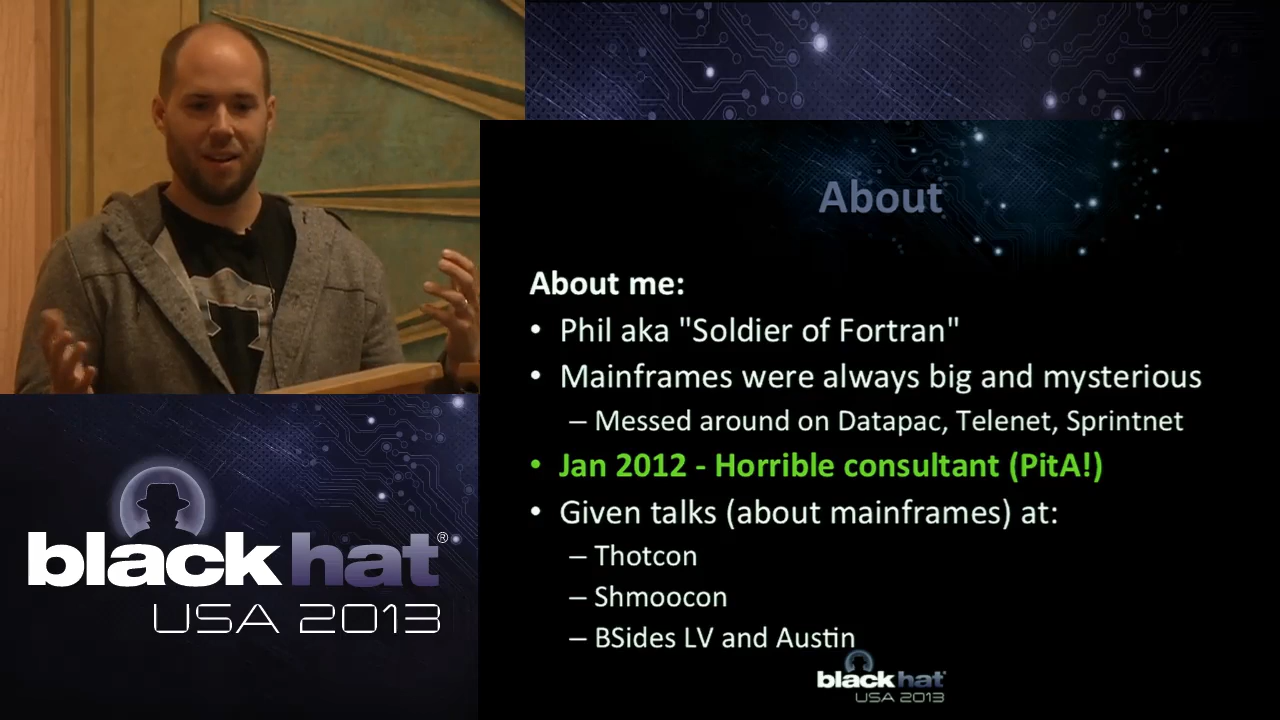 About
About me:
• Phil aka "Soldier of Fortran"
• Mainframes were always big and mysterious
– Messed around on Datapac, Telenet, Sprintnet
• Jan 2012 - Horrible consultant (PitA!)
• Given talks (about mainframes) at:
– Thotcon
– Shmoocon
– BSides LV and Austin
black hat
USA 2013
black hat®
USA 2013